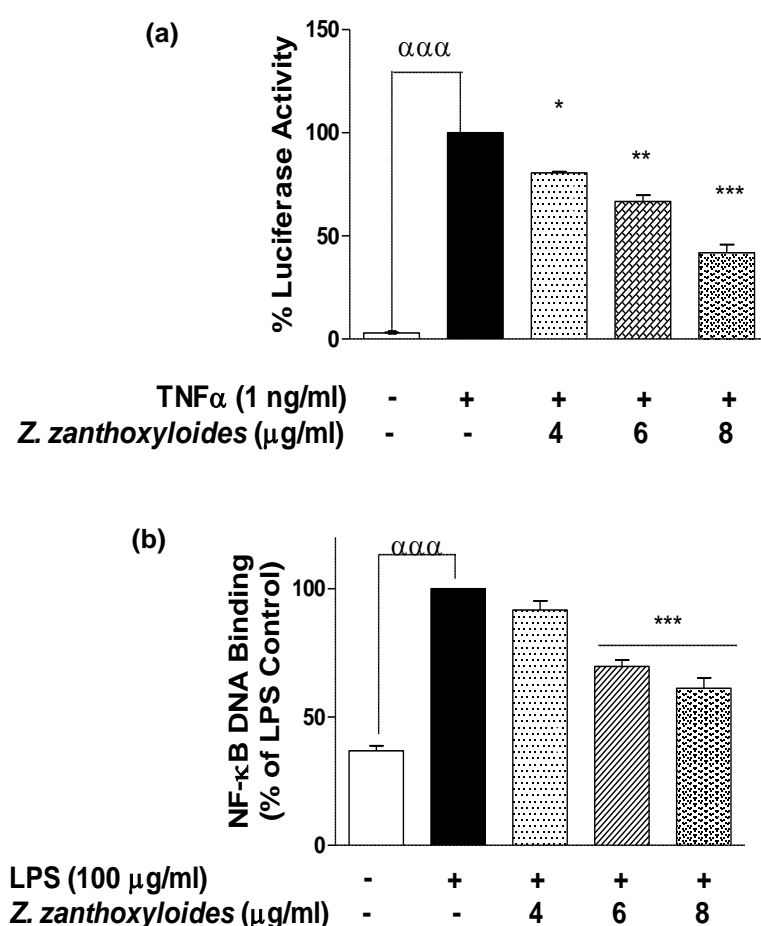 (a)
% Luciferase Activity
150
100
50
0
ααα
*
**
***
TNFα (1 ng/ml) - + + + +
Z. zanthoxyloides (μg/ml) - - 4 6 8
(b)
NF-κB DNA Binding
(% of LPS Control)
100
50
0
ααα
***
LPS (100 μg/ml) - + + + +
Z. zanthoxyloides (μg/ml) - - 4 6 8